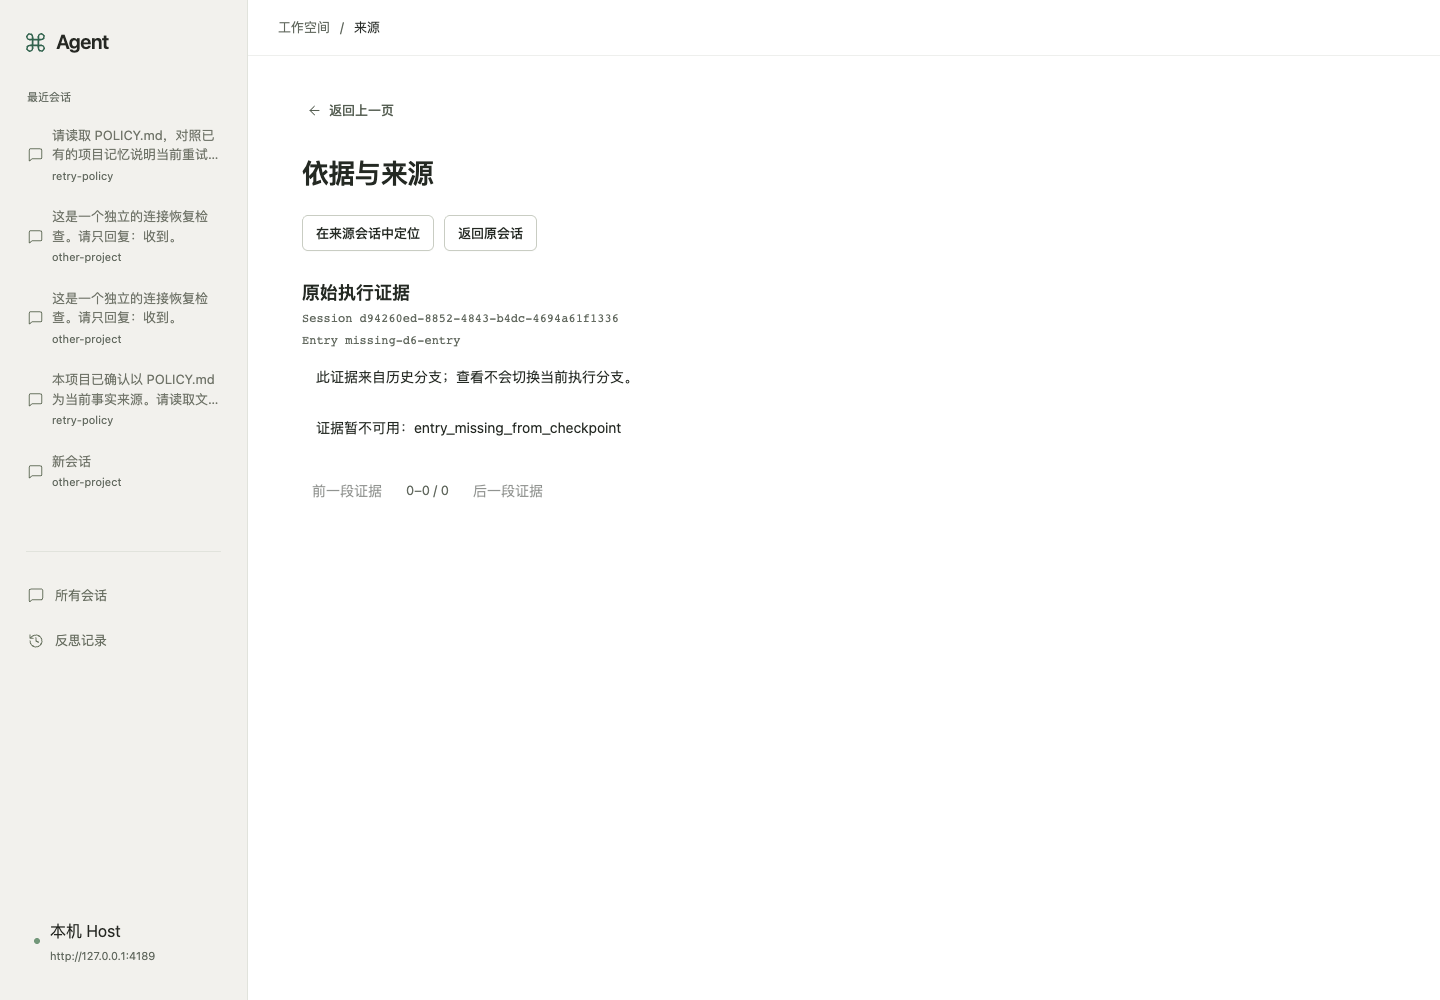 Agent
最近会话
请读取 POLICY.md，对照已
有的项目记忆说明当前重试...
retry-policy
这是一个独立的连接恢复检
查。请只回复：收到。
other-project
这是一个独立的连接恢复检
查。请只回复：收到。
other-project
本项目已确认以 POLICY.md
为当前事实来源。请读取文...
retry-policy
新会话
other-project
所有会话
反思记录
本机 Host
http://127.0.0.1:4189
工作空间 / 来源
← 返回上一页
依据与来源
在来源会话中定位 返回原会话
原始执行证据
Session d94260ed-8852-4843-b4dc-4694a61f1336
Entry missing-d6-entry
此证据来自历史分支；查看不会切换当前执行分支。
证据暂不可用：entry_missing_from_checkpoint
前一段证据 0–0 / 0 后一段证据